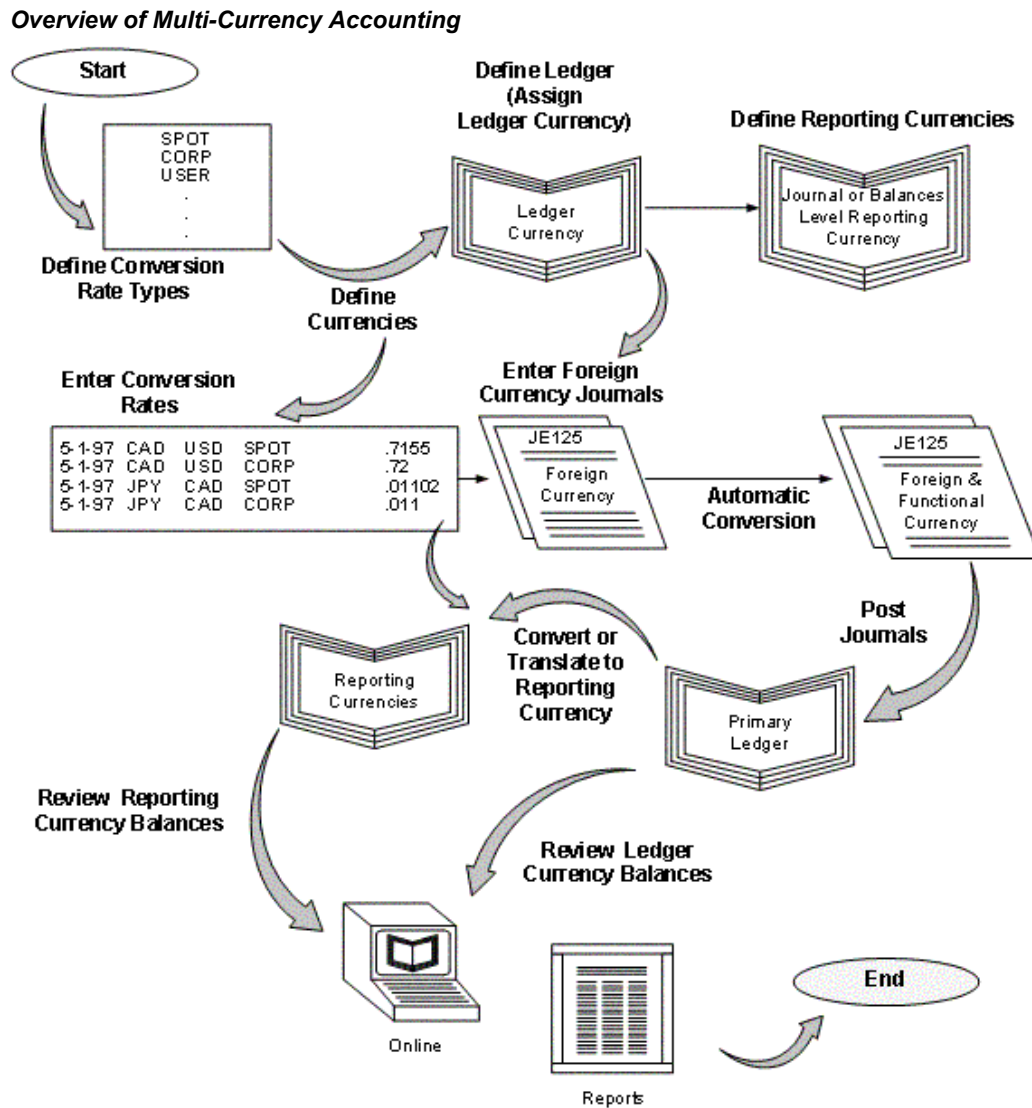 Overview of Multi-Currency Accounting
Start
SPOT
CORP
USER
.
.
.
Define Conversion
Rate Types
Define
Currencies
Define Ledger
(Assign
Ledger Currency)
Ledger
Currency
Define Reporting Currencies
Journal or Balances
Level Reporting
Currency
Enter Conversion
Rates
5-1-97 CAD USD SPOT .7155
5-1-97 CAD USD CORP .72
5-1-97 JPY CAD SPOT .01102
5-1-97 JPY CAD CORP .011
Enter Foreign
Currency Journals
JE125
Foreign
Currency
Automatic
Conversion
JE125
Foreign &
Functional
Currency
Post
Journals
Primary
Ledger
Convert or
Translate to
Reporting
Currency
Reporting
Currencies
Review Reporting
Currency Balances
Review Ledger
Currency Balances
Online
Reports
End